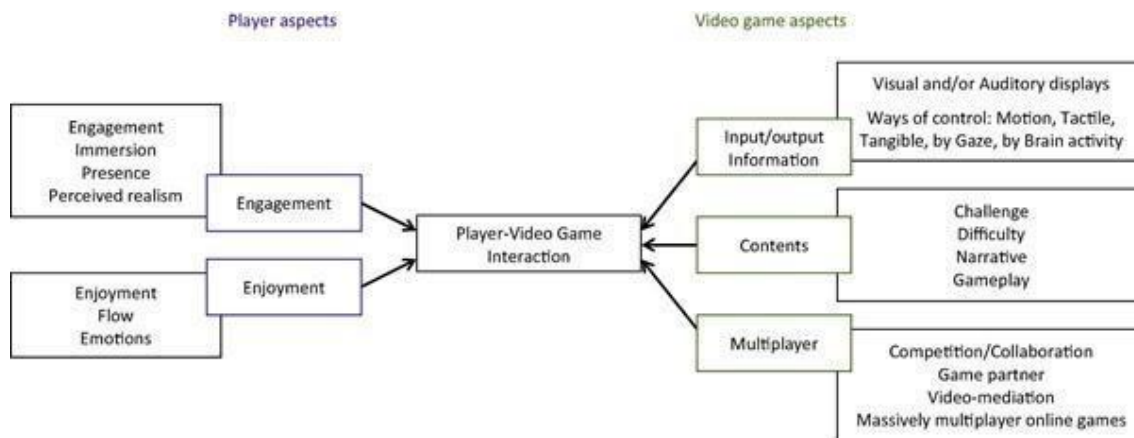 Player aspects
Video game aspects
Engagement
Immersion
Presence
Perceived realism
Engagement
Enjoyment
Flow
Emotions
Enjoyment
Player-Video Game
Interaction
Input/output
Information
Visual and/or Auditory displays
Ways of control: Motion, Tactile,
Tangible, by Gaze, by Brain activity
Contents
Challenge
Difficulty
Narrative
Gameplay
Multiplayer
Competition/Collaboration
Game partner
Video-mediation
Massively multiplayer online games